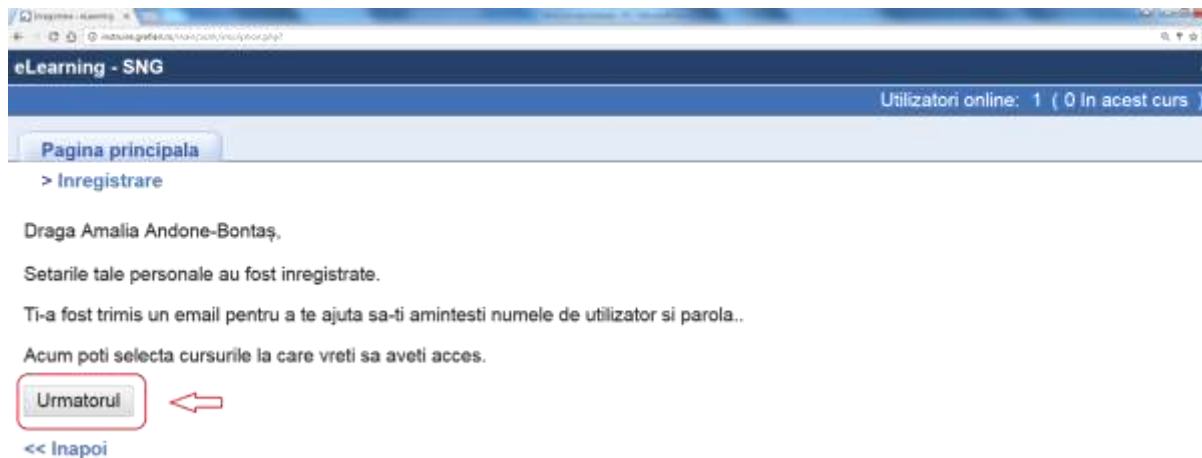 eLearning - SNG
Utilizatori online: 1 ( 0 In acest curs )
Pagina principala
> Inregistrare
Draga Amalia Andone-Bontaș,
Setarile tale personale au fost inregistrate.
Ti-a fost trimis un email pentru a te ajuta sa-ti amintesti numele de utilizator si parola..
Acum poti selecta cursurile la care vreti sa aveti acces.
Urmatorul
<< Inapoi